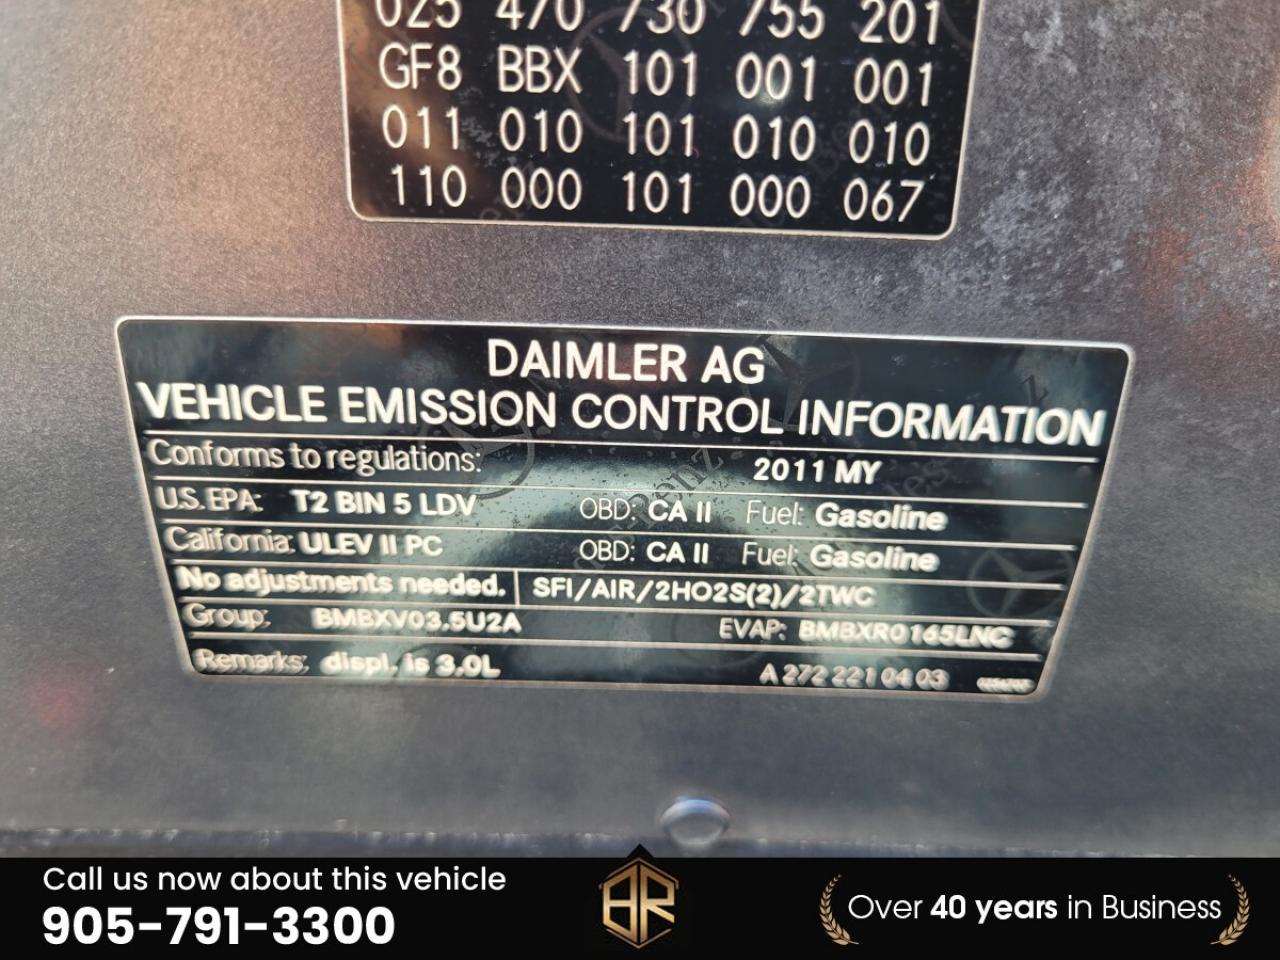 025 470 730 755 201
GF8 BBX 101 001 001
011 010 101 010 010
110 000 101 000 067
DAIMLER AG
VEHICLE EMISSION CONTROL INFORMATION
Conforms to regulations: 2011 MY
U.S. EPA: T2 BIN 5 LDV OBD: CA II Fuel: Gasoline
California: ULEV II PC OBD: CA II Fuel: Gasoline
No adjustments needed. SFI/AIR/2HO2S(2)/2TWC
Group: BMBXV03.5U2A EVAP: BMBXR0165LNC
Remarks: displ. is 3.0L A 272 221 04 03
Call us now about this vehicle
905-791-3300
BR
Over 40 years in Business